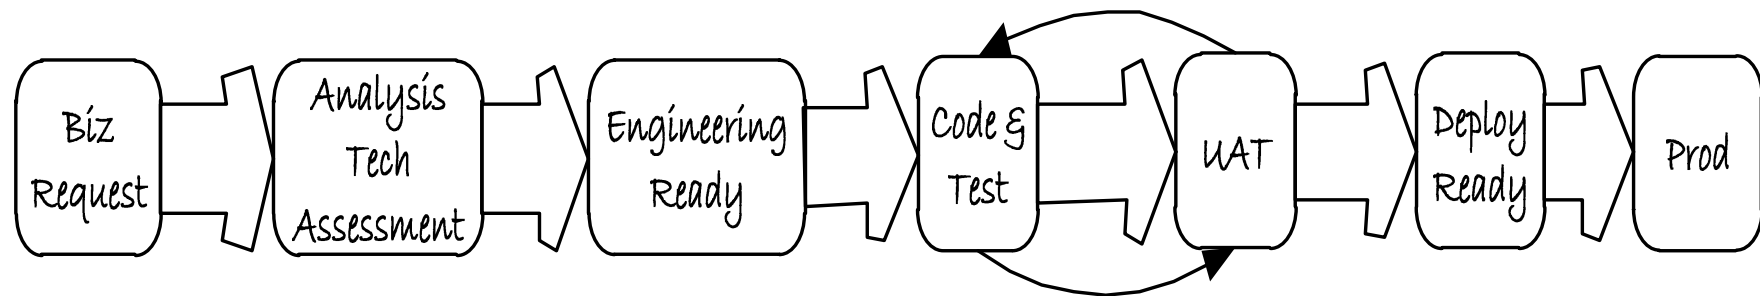 Biz
Request
Analysis
Tech
Assessment
Engineering
Ready
Code &
Test
UAT
Deploy
Ready
Prod